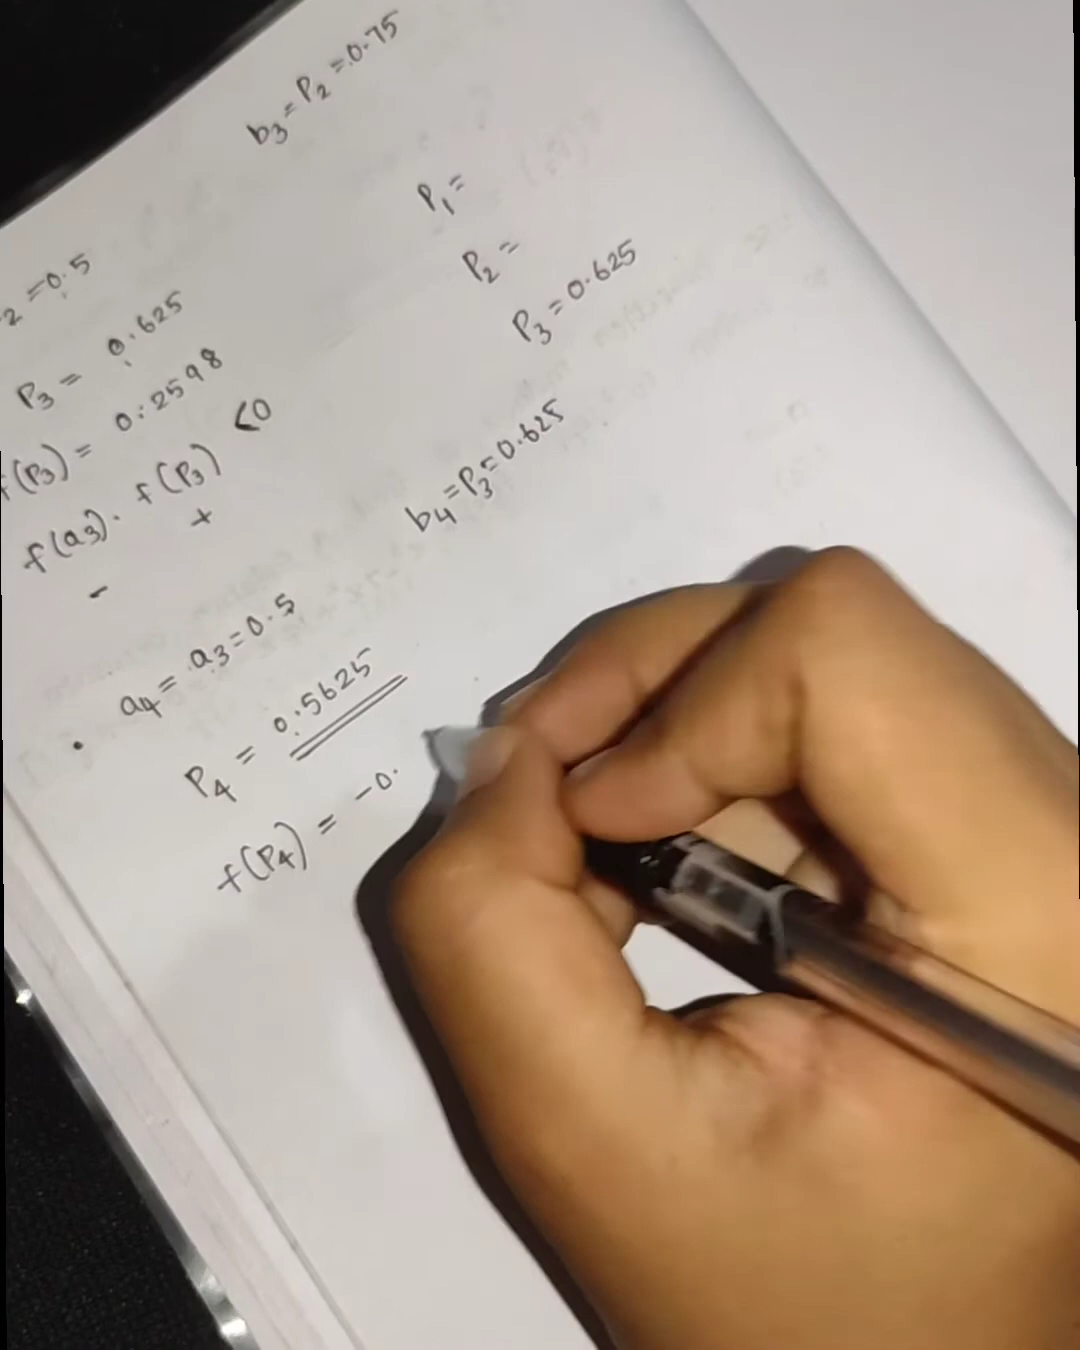 b₃ = P₂ = 0.75
P₁ =
₂ = 0.5
P₂ =
P₃ = 0.625
P₃ = 0.625
f(P₃) = 0.2598
f(a₃). f(P₃) <0
- +
a₄ = a₃ = 0.5
b₄ = P₃ = 0.625
P₄ = 0.5625
f(P₄) = -0.